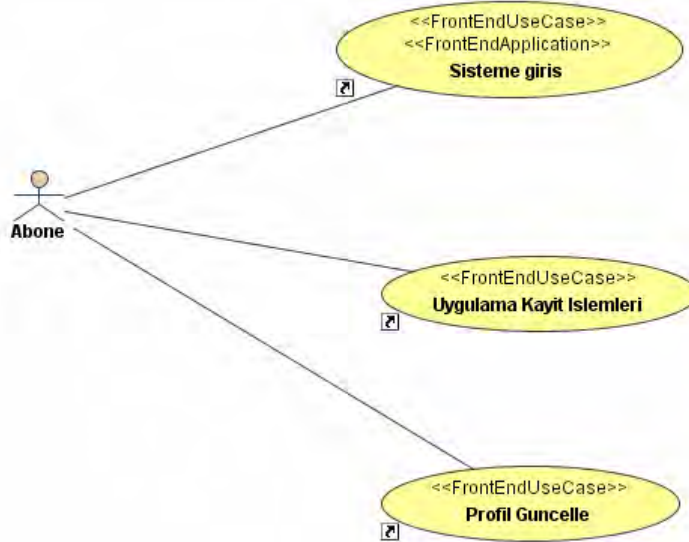 <<FrontEndUseCase>>
<<FrontEndApplication>>
Sisteme giris
Abone
<<FrontEndUseCase>>
Uygulama Kayit Islemleri
<<FrontEndUseCase>>
Profil Guncelle